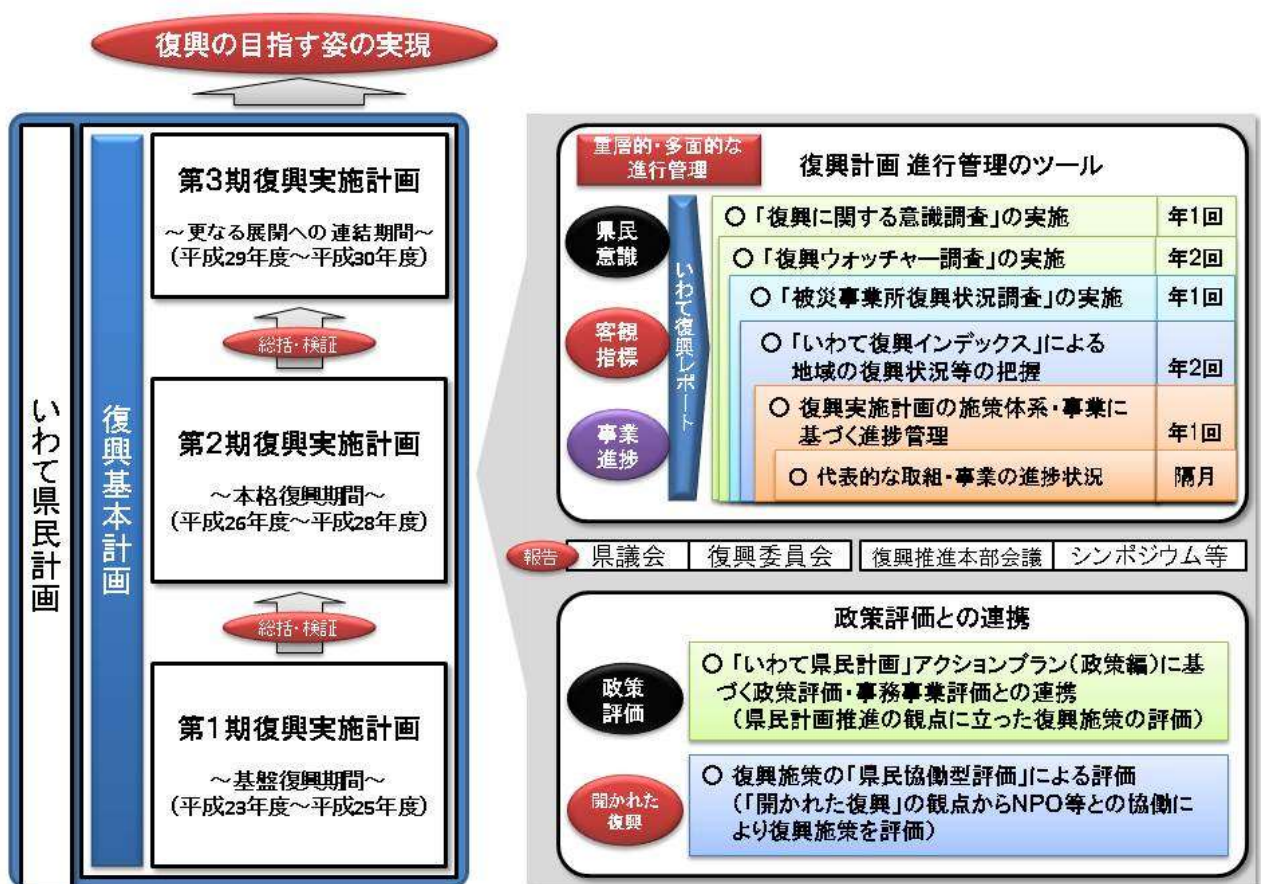 復興の目指す姿の実現
いわて県民計画
復興基本計画
第3期復興実施計画
～更なる展開への連結期間～
(平成29年度～平成30年度)
総括・検証
第2期復興実施計画
～本格復興期間～
(平成26年度～平成28年度)
総括・検証
第1期復興実施計画
～基盤復興期間～
(平成23年度～平成25年度)
重層的・多面的な
進行管理
復興計画 進行管理のツール
県民
意識
客観
指標
事業
進捗
いわて復興レポート
○「復興に関する意識調査」の実施 年1回
○「復興ウォッチャー調査」の実施 年2回
○「被災事業所復興状況調査」の実施 年1回
○「いわて復興インデックス」による
地域の復興状況等の把握 年2回
○ 復興実施計画の施策体系・事業に
基づく進捗管理 年1回
○ 代表的な取組・事業の進捗状況 隔月
報告 県議会 復興委員会 復興推進本部会議 シンポジウム等
政策評価との連携
政策
評価
○「いわて県民計画」アクションプラン(政策編)に基
づく政策評価・事務事業評価との連携
(県民計画推進の観点に立った復興施策の評価)
開かれた
復興
○ 復興施策の「県民協働型評価」による評価
(「開かれた復興」の観点からNPO等との協働に
より復興施策を評価)